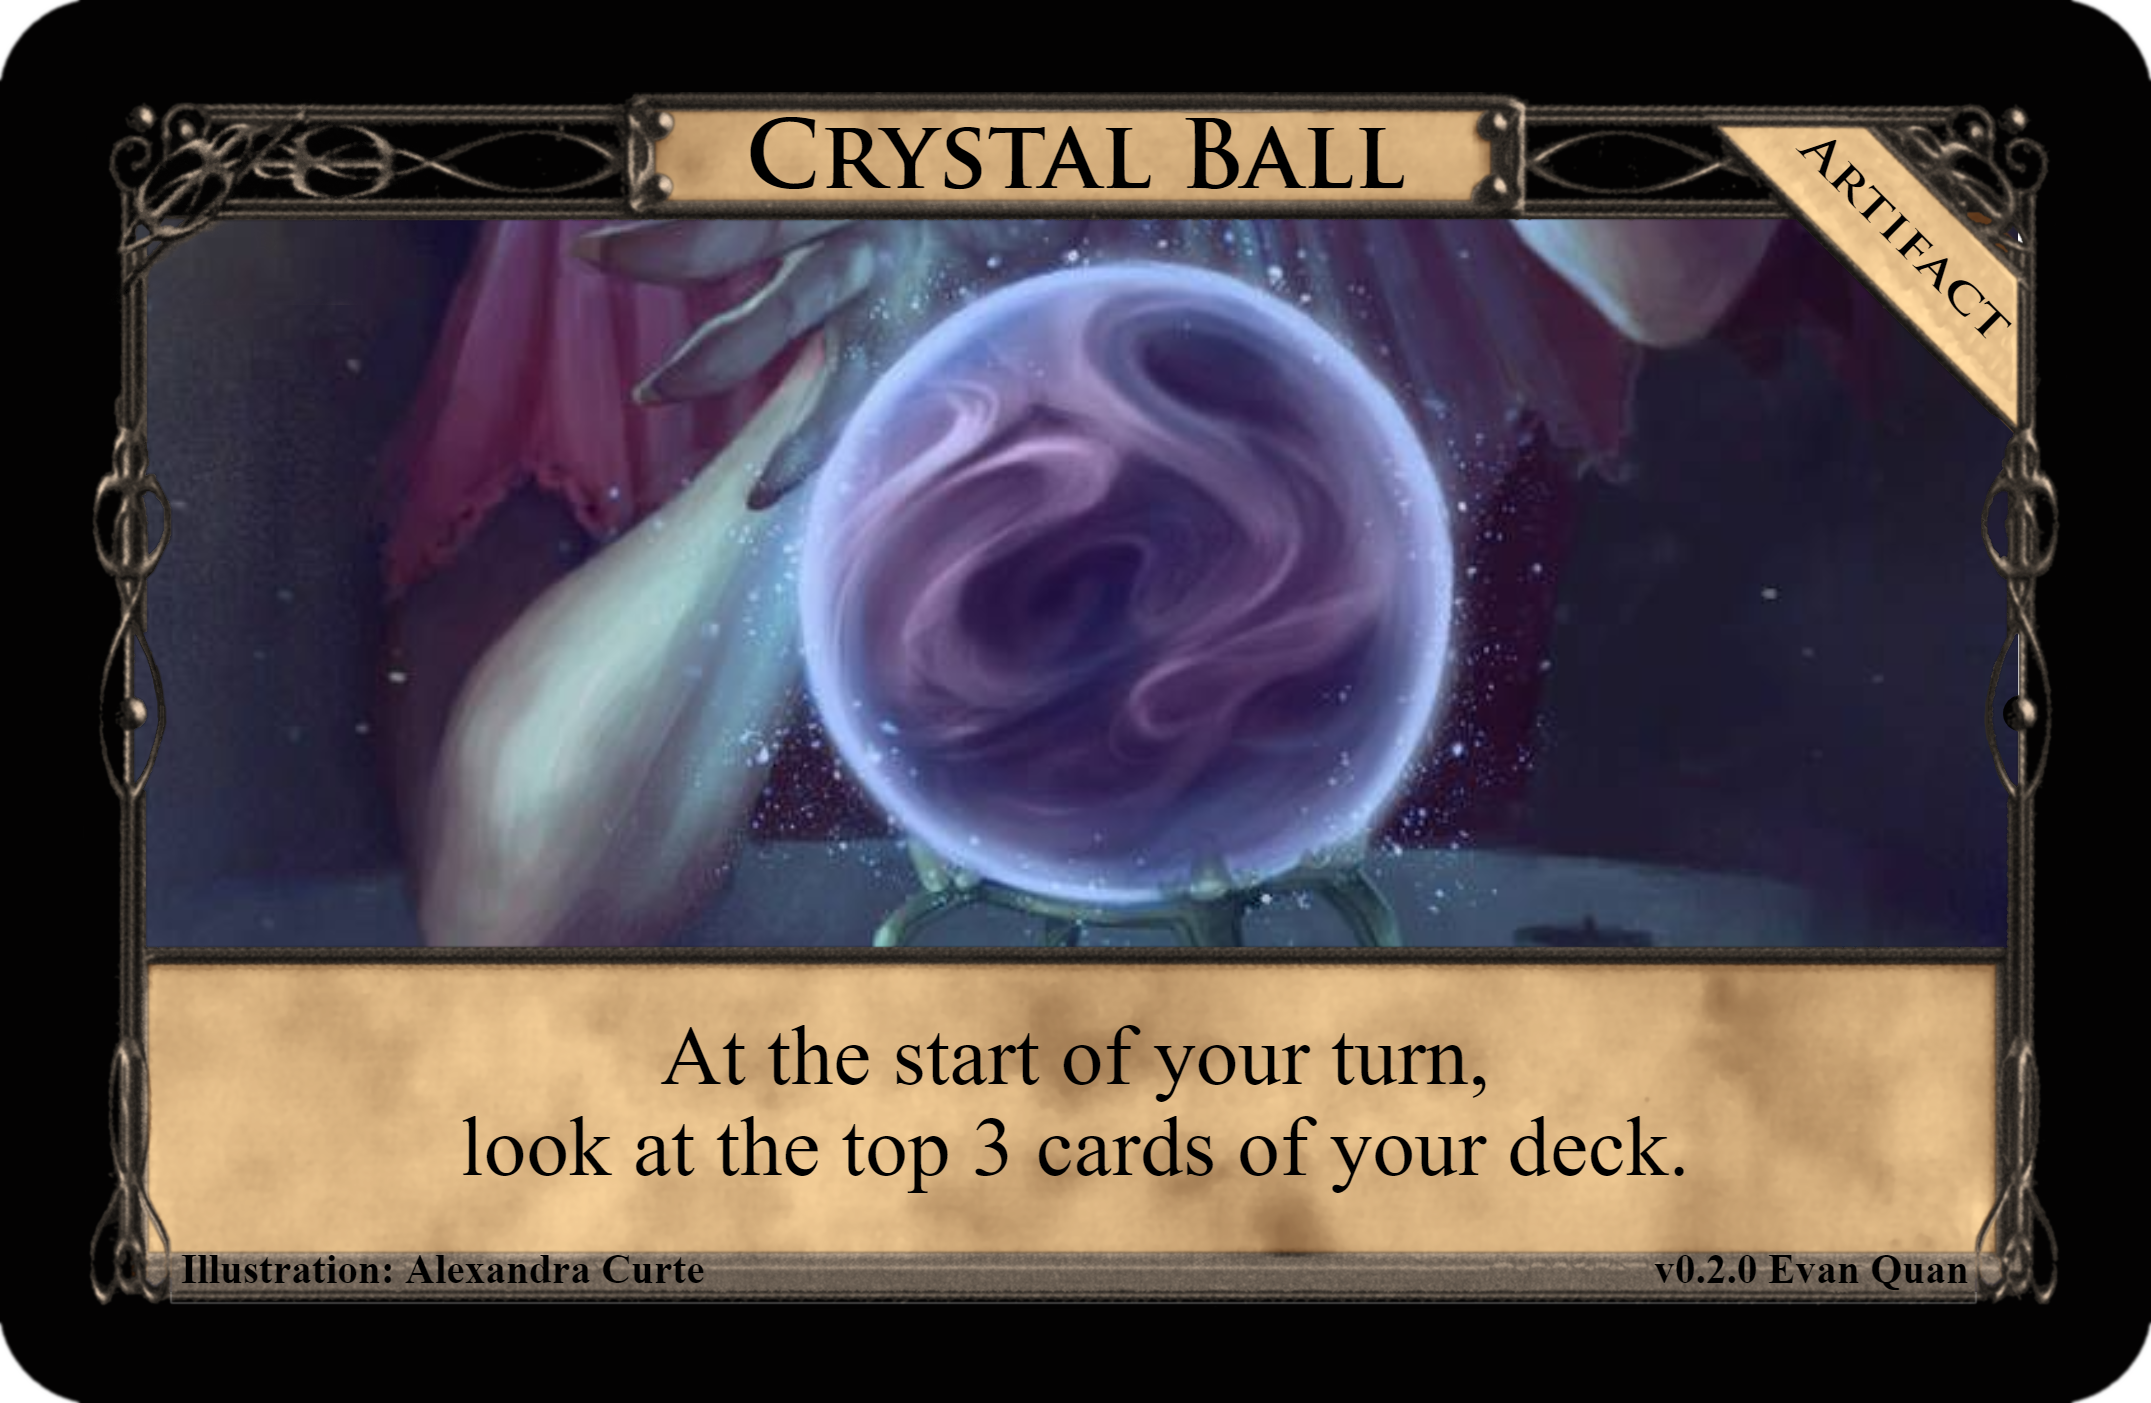 Crystal Ball
Artifact
At the start of your turn,
look at the top 3 cards of your deck.
Illustration: Alexandra Curte
v0.2.0 Evan Quan